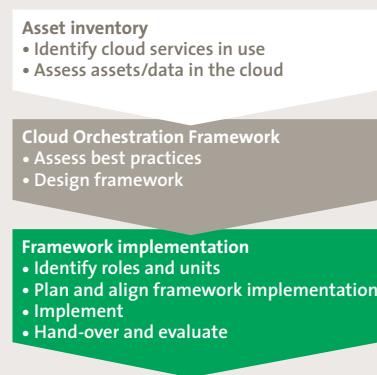 Asset inventory
• Identify cloud services in use
• Assess assets/data in the cloud
Cloud Orchestration Framework
• Assess best practices
• Design framework
Framework implementation
• Identify roles and units
• Plan and align framework implementation
• Implement
• Hand-over and evaluate